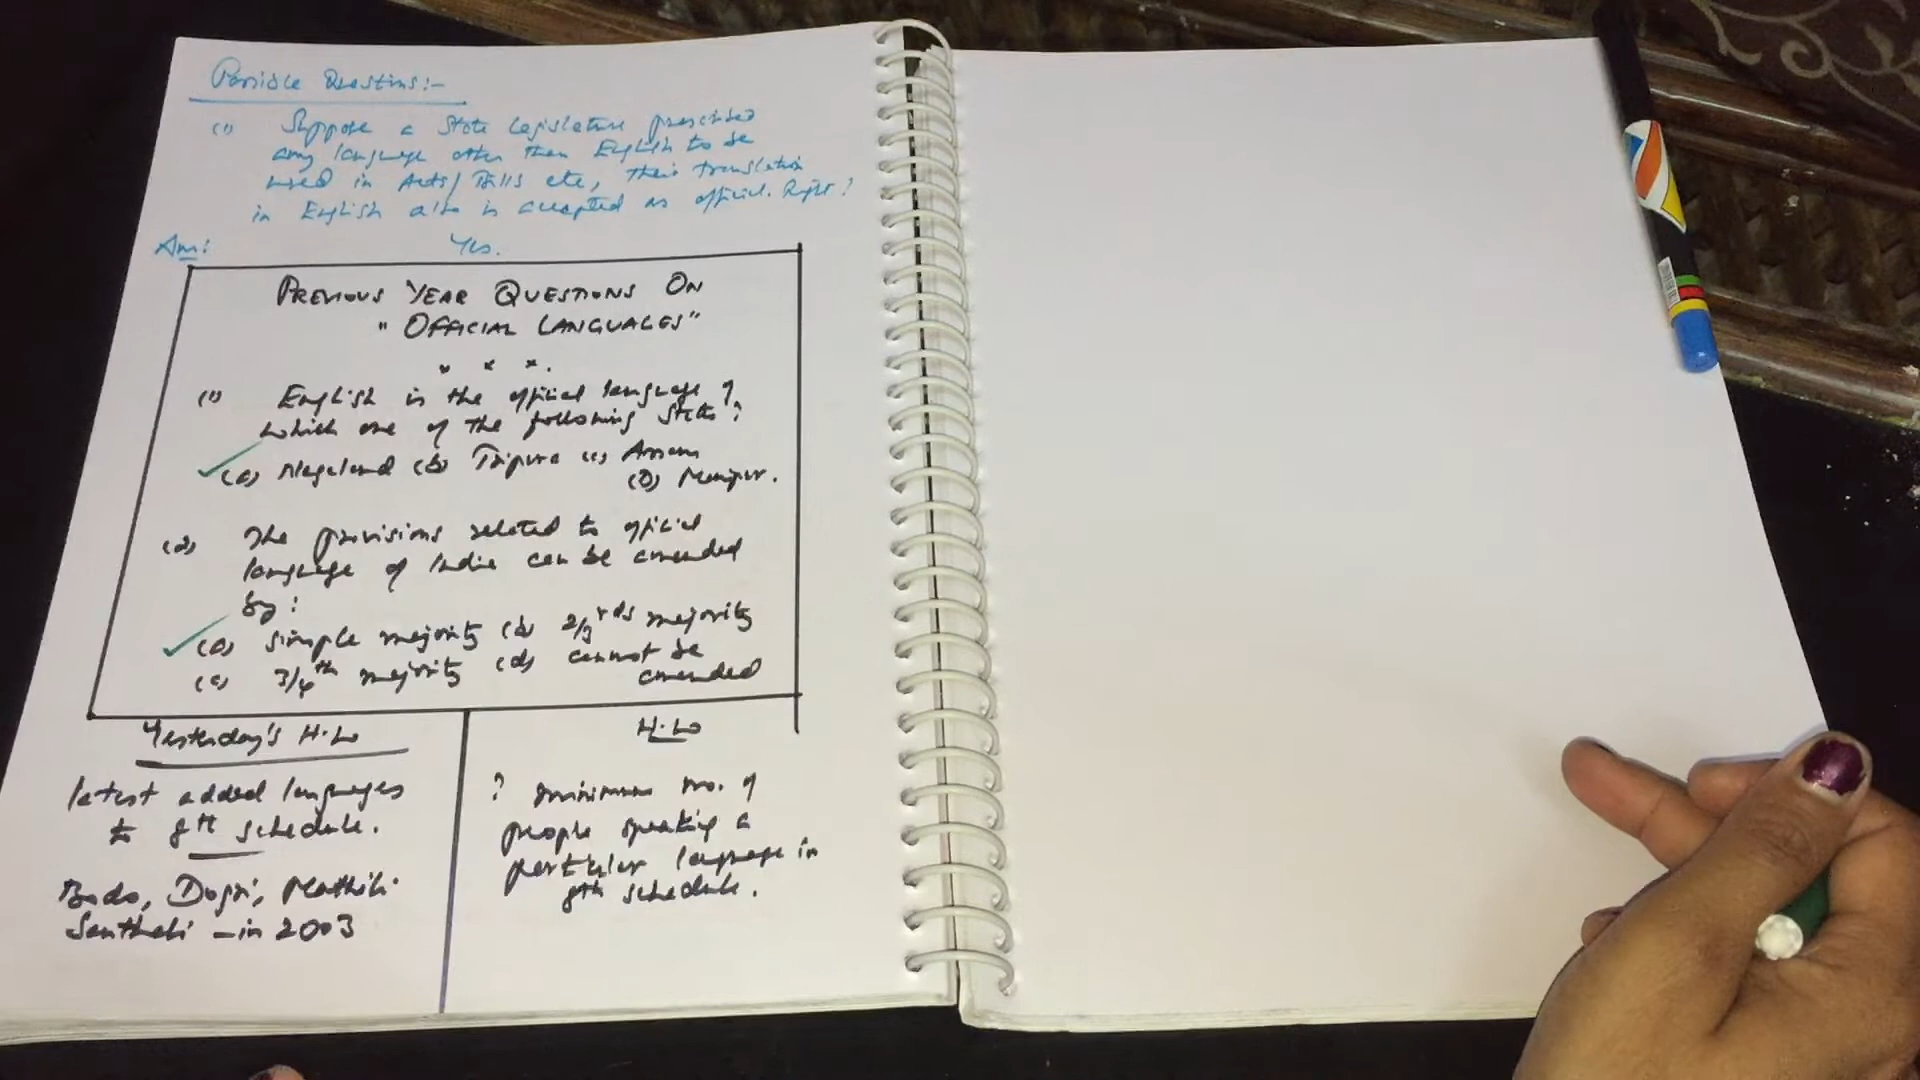 Possible Questions:-
(1) Suppose a State Legislature prescribed
any language other than English to be
used in Acts/Bills etc, their translation
in English also is accepted as official. Right?
Ans: Yes.
PREVIOUS YEAR QUESTIONS ON
"OFFICIAL LANGUAGES"
x x x.
(1) English is the official language of
which one of the following States?
(a) Nagaland (b) Tripura (c) Assam
(D) Manipur.
(2) The provisions related to official
language of India can be amended
by:
(a) simple majority (b) 2/3rds majority
(c) 3/4th majority (d) cannot be
amended
Yesterday's H.W
latest added languages
to 8th schedule.
Bodo, Dogri, Maithili
Santhali - in 2003
H.W
? minimum no. of
people speaking a
particular language in
8th schedule.